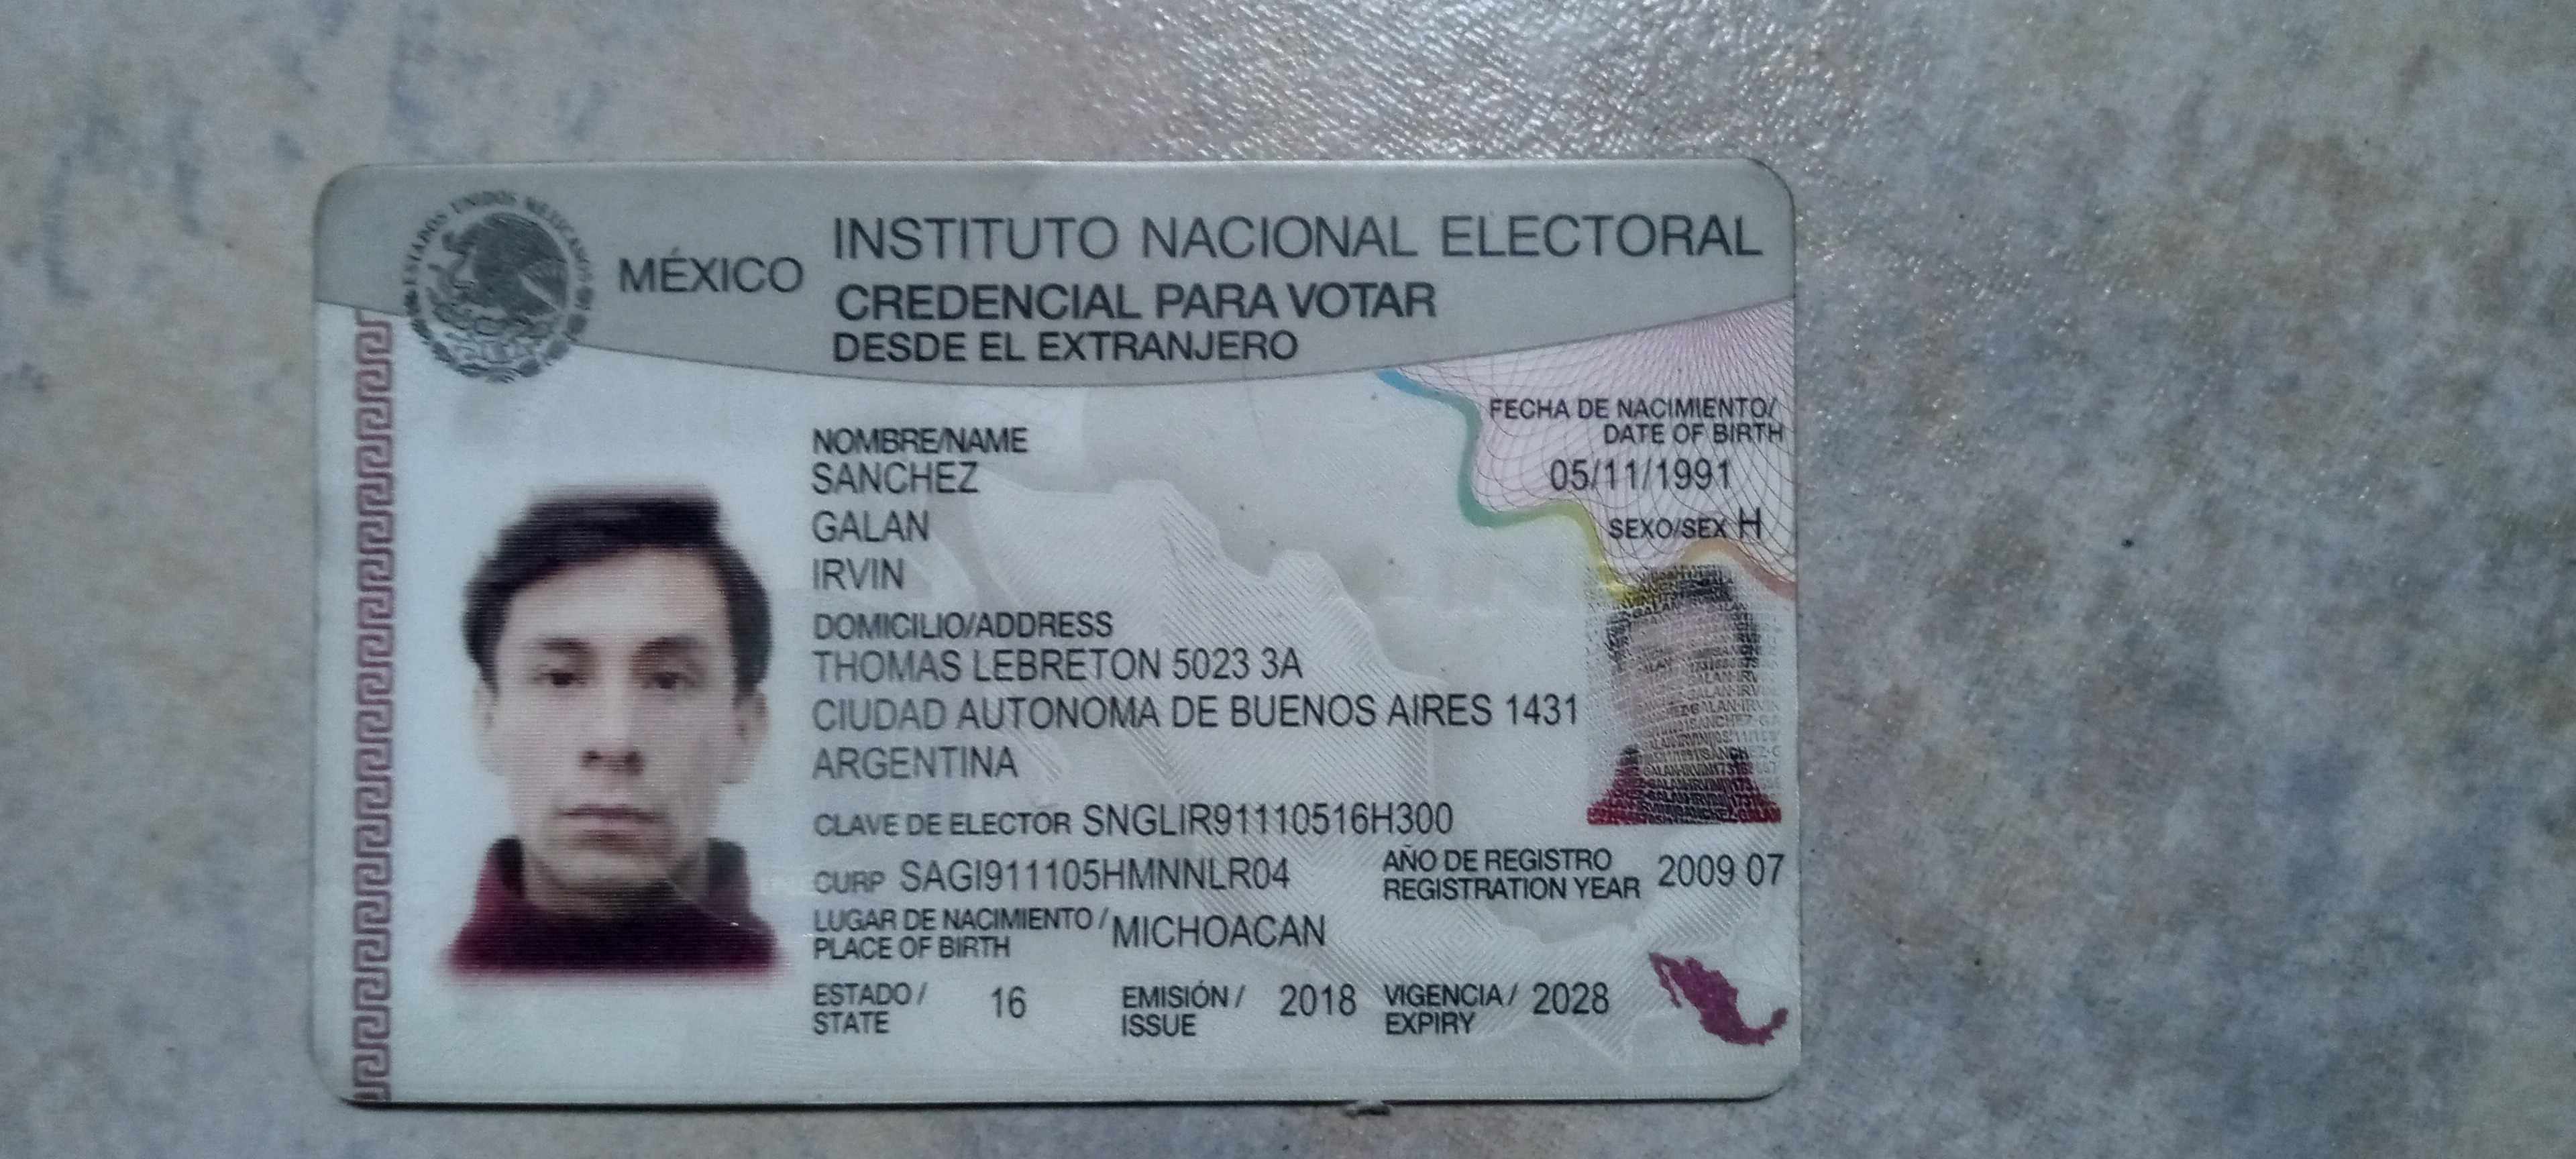 ESTADOS UNIDOS MEXICANOS
MÉXICO
INSTITUTO NACIONAL ELECTORAL
CREDENCIAL PARA VOTAR
DESDE EL EXTRANJERO
FECHA DE NACIMIENTO/
DATE OF BIRTH
05/11/1991
SEXO/SEX H
NOMBRE/NAME
SANCHEZ
GALAN
IRVIN
DOMICILIO/ADDRESS
THOMAS LEBRETON 5023 3A
CIUDAD AUTONOMA DE BUENOS AIRES 1431
ARGENTINA
CLAVE DE ELECTOR SNGLIR91110516H300
CURP SAGI911105HMNNLR04
AÑO DE REGISTRO
REGISTRATION YEAR 2009 07
LUGAR DE NACIMIENTO /
PLACE OF BIRTH MICHOACAN
ESTADO /
STATE 16
EMISIÓN /
ISSUE 2018
VIGENCIA /
EXPIRY 2028